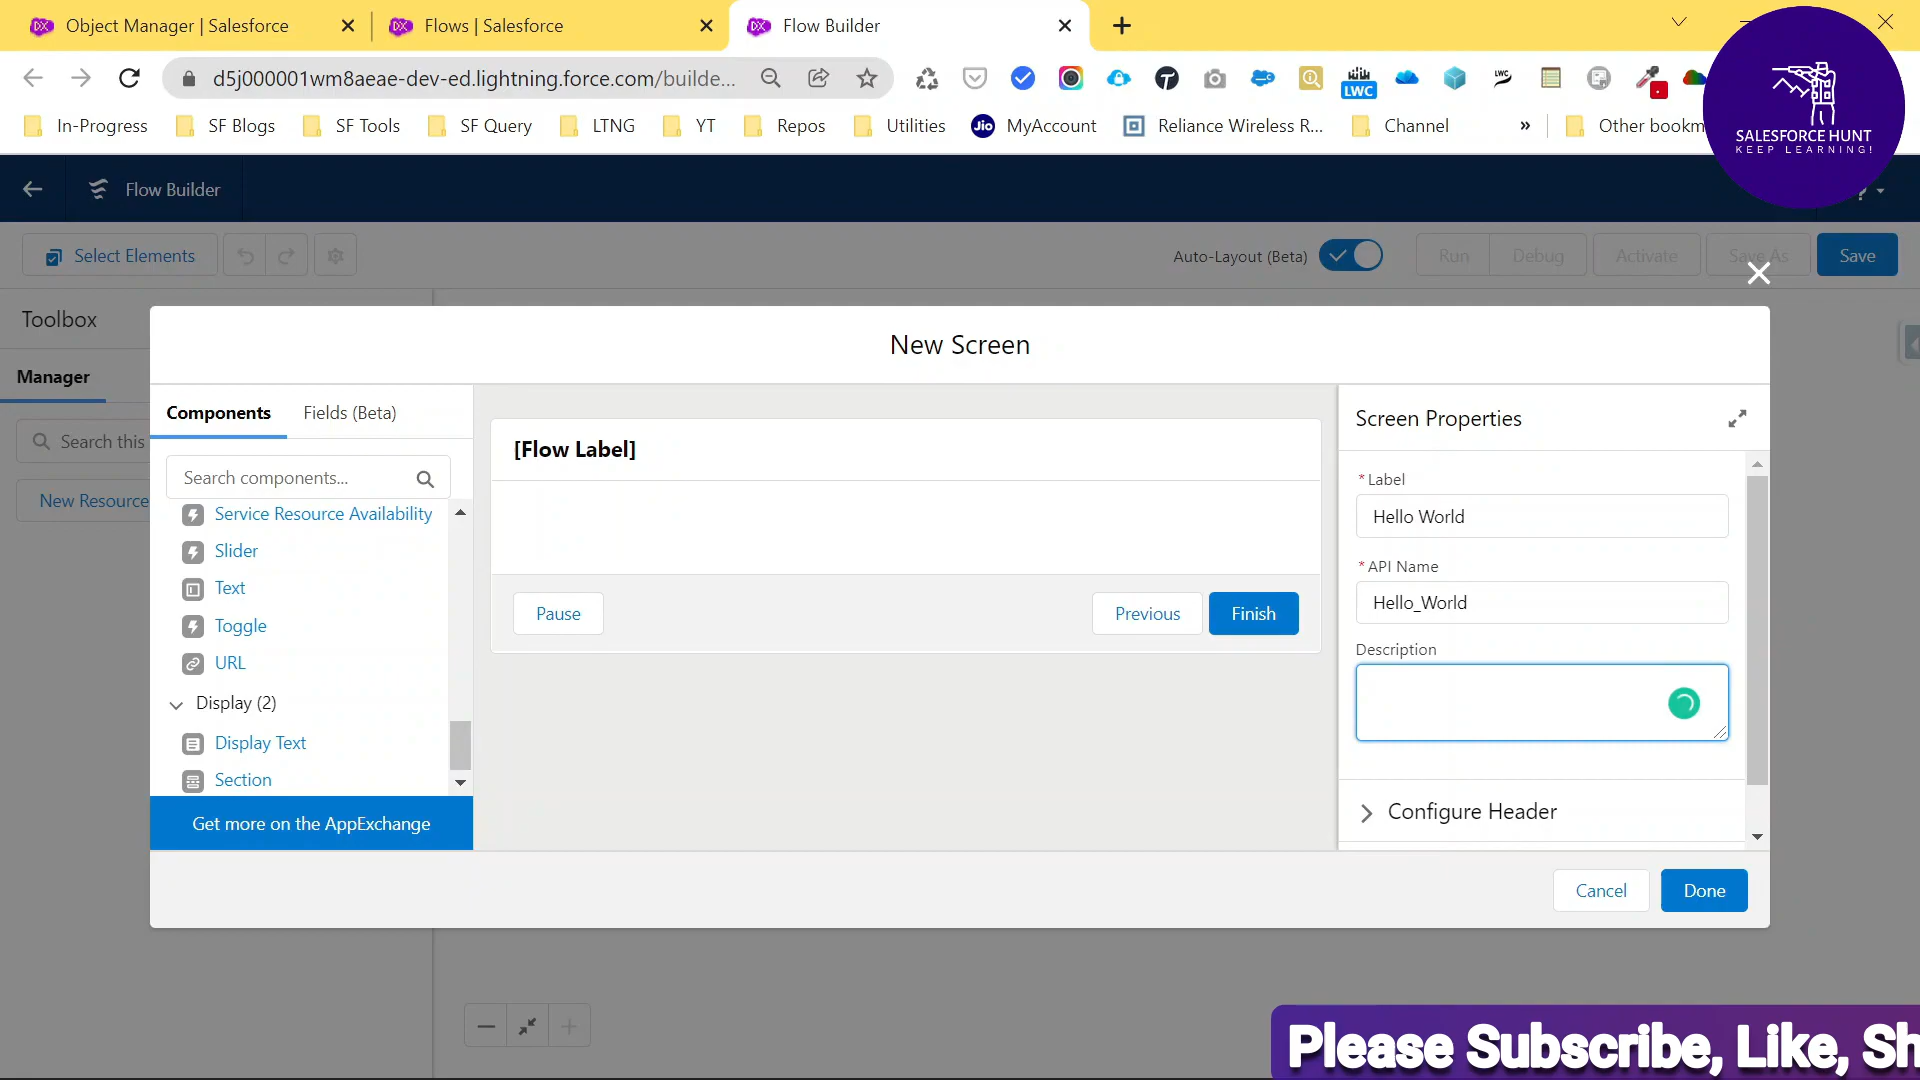 Object Manager | Salesforce
Flows | Salesforce
Flow Builder
d5j000001wm8aeae-dev-ed.lightning.force.com/builde...
LWC
LWC
In-Progress
SF Blogs
SF Tools
SF Query
LTNG
YT
Repos
Utilities
Jio
MyAccount
Reliance Wireless R...
Channel
»
Other bookm
SALESFORCE HUNT
KEEP LEARNING!
Flow Builder
?
Select Elements
Auto-Layout (Beta)
Run
Debug
Activate
Save As
Save
Toolbox
Manager
Search this
New Resource
New Screen
Components
Fields (Beta)
Search components...
Service Resource Availability
Slider
Text
Toggle
URL
Display (2)
Display Text
Section
Get more on the AppExchange
[Flow Label]
Pause
Previous
Finish
Screen Properties
* Label
Hello World
* API Name
Hello_World
Description
Configure Header
Cancel
Done
Please Subscribe, Like, Sh